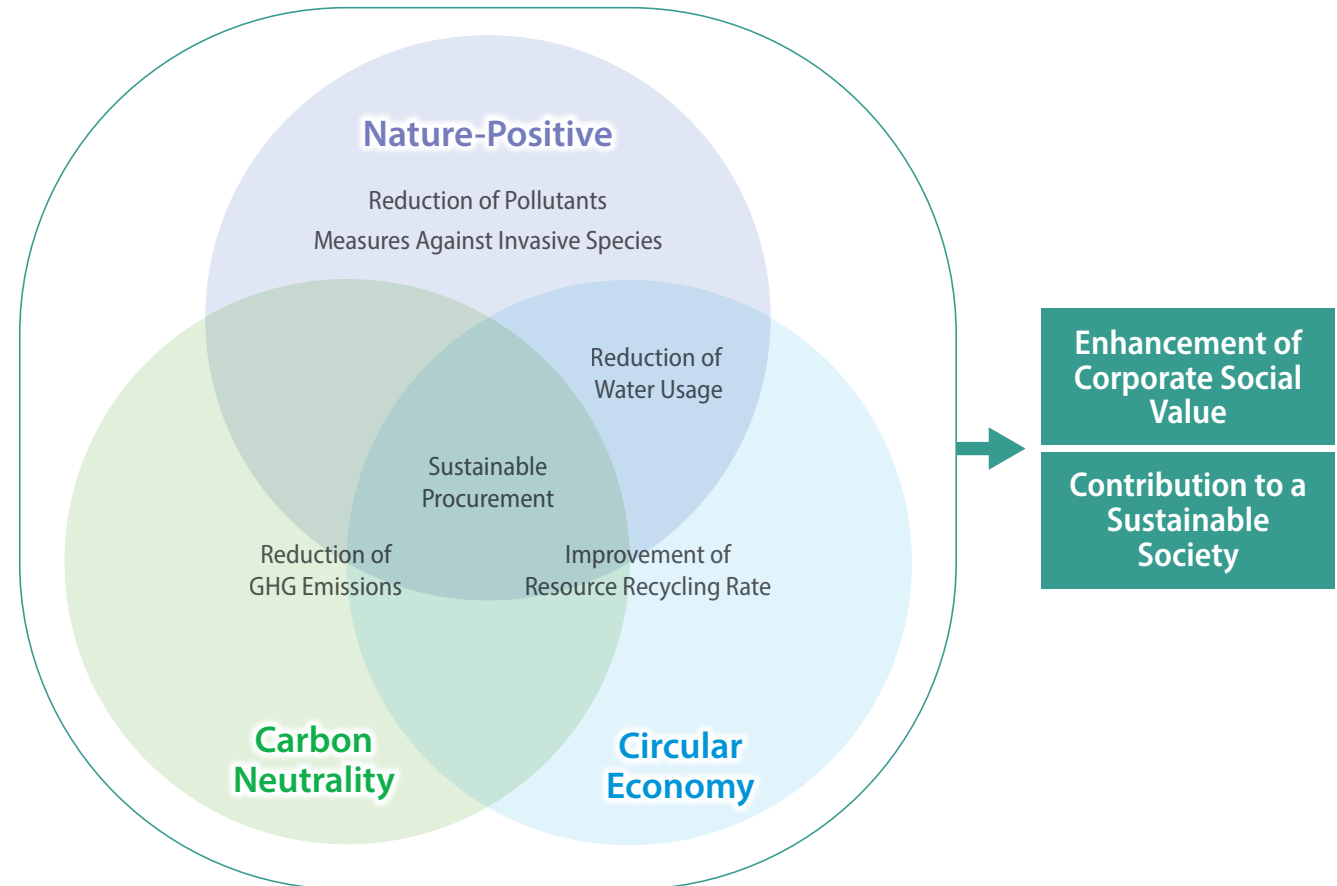 Nature-Positive
Reduction of Pollutants
Measures Against Invasive Species
Reduction of
Water Usage
Sustainable
Procurement
Reduction of
GHG Emissions
Improvement of
Resource Recycling Rate
Carbon
Neutrality
Circular
Economy
Enhancement of
Corporate Social
Value
Contribution to a
Sustainable
Society